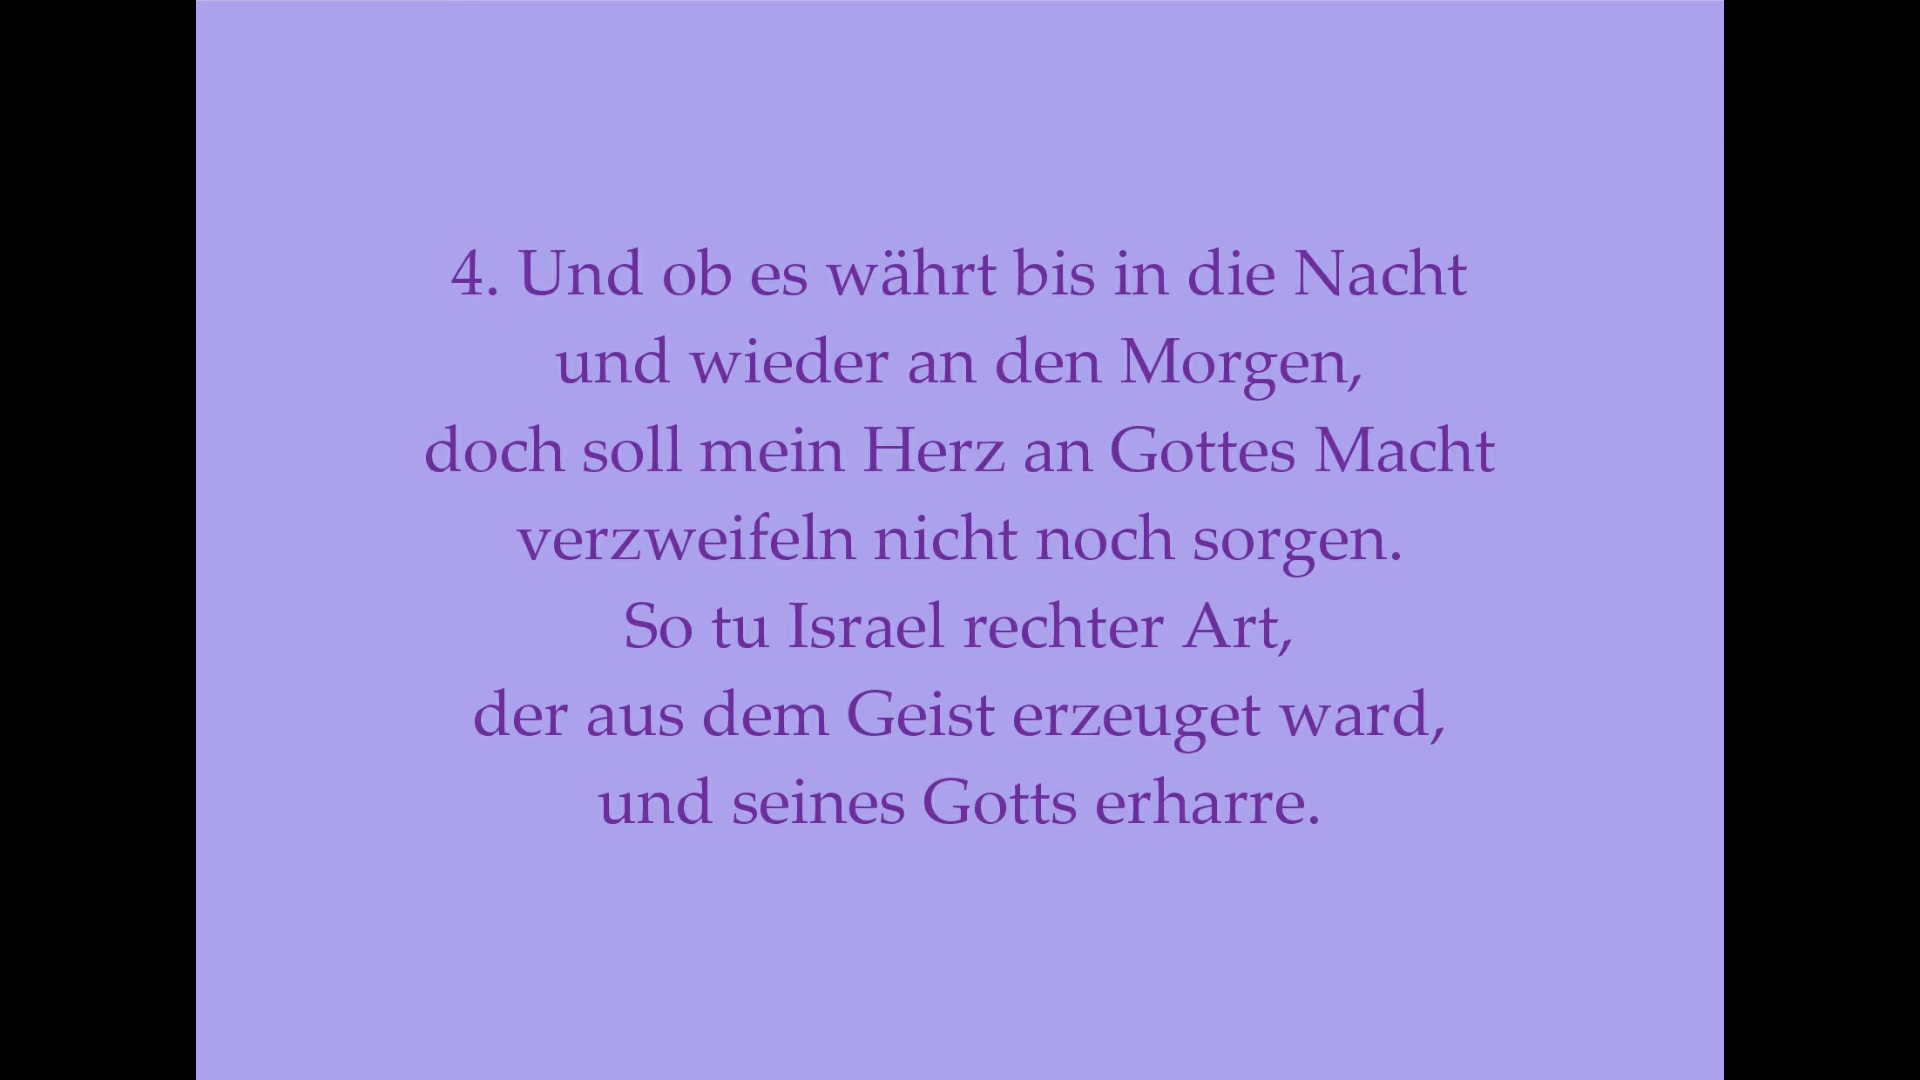 4. Und ob es währt bis in die Nacht
und wieder an den Morgen,
doch soll mein Herz an Gottes Macht
verzweifeln nicht noch sorgen.
So tu Israel rechter Art,
der aus dem Geist erzeuget ward,
und seines Gotts erharre.